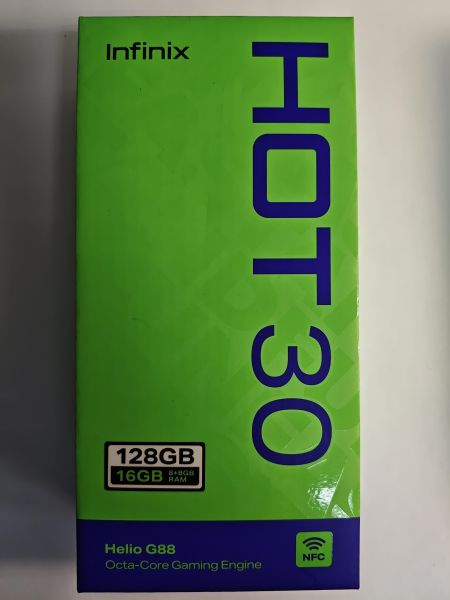 Infinix
HOT 30
128GB
16GB 8+8GB RAM
Helio G88
Octa-Core Gaming Engine
NFC